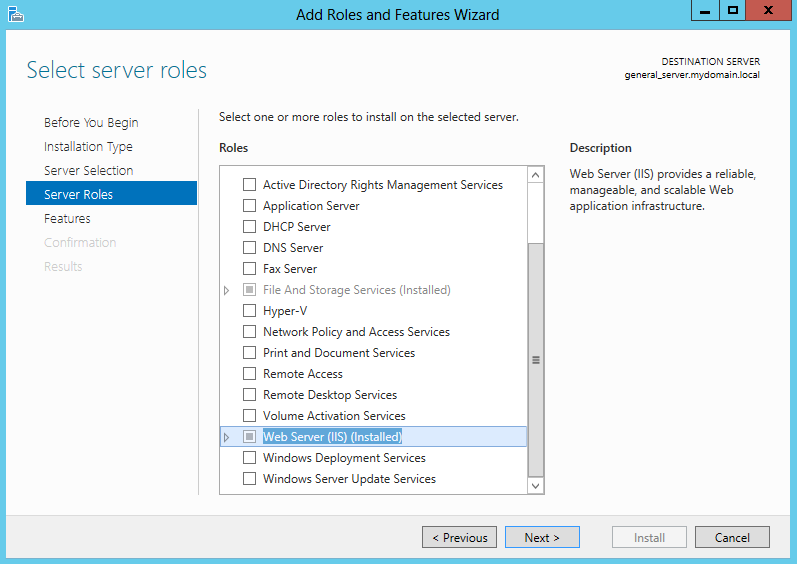 Add Roles and Features Wizard
Select server roles
DESTINATION SERVER
general_server.mydomain.local
Before You Begin
Installation Type
Server Selection
Server Roles
Features
Confirmation
Results
Select one or more roles to install on the selected server.
Roles
Active Directory Rights Management Services
Application Server
DHCP Server
DNS Server
Fax Server
File And Storage Services (Installed)
Hyper-V
Network Policy and Access Services
Print and Document Services
Remote Access
Remote Desktop Services
Volume Activation Services
Web Server (IIS) (Installed)
Windows Deployment Services
Windows Server Update Services
Description
Web Server (IIS) provides a reliable,
manageable, and scalable Web
application infrastructure.
< Previous
Next >
Install
Cancel